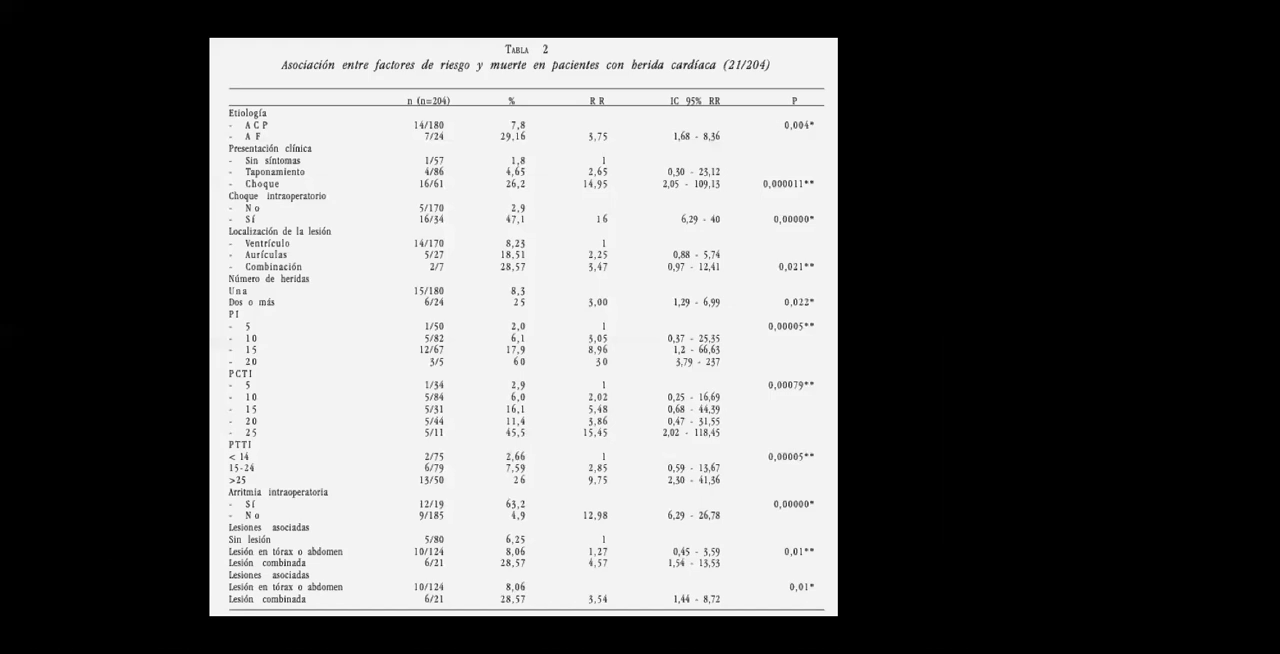 TABLA 2
Asociación entre factores de riesgo y muerte en pacientes con herida cardíaca (21/204)
n (n=204) % RR IC 95% RR P
Etiología
- ACP 14/180 7,8 0,004*
- AF 7/24 29,16 3,75 1,68 - 8,36
Presentación clínica
- Sin síntomas 1/57 1,8 1
- Taponamiento 4/86 4,65 2,65 0,30 - 23,12
- Choque 16/61 26,2 14,95 2,05 - 109,13 0,000011**
Choque intraoperatorio
- No 5/170 2,9
- Sí 16/34 47,1 16 6,29 - 40 0,00000*
Localización de la lesión
- Ventrículo 14/170 8,23 1
- Aurículas 5/27 18,51 2,25 0,88 - 5,74
- Combinación 2/7 28,57 3,47 0,97 - 12,41 0,021**
Número de heridas
Una 15/180 8,3
Dos o más 6/24 25 3,00 1,29 - 6,99 0,022*
PI
- 5 1/50 2,0 1 0,00005**
- 10 5/82 6,1 3,05 0,37 - 25,35
- 15 12/67 17,9 8,96 1,2 - 66,63
- 20 3/5 60 30 3,79 - 237
PCTI
- 5 1/34 2,9 1 0,00079**
- 10 5/84 6,0 2,02 0,25 - 16,69
- 15 5/31 16,1 5,48 0,68 - 44,39
- 20 5/44 11,4 3,86 0,47 - 31,55
- 25 5/11 45,5 15,45 2,02 - 118,45
PTTI
< 14 2/75 2,66 1 0,00005**
15-24 6/79 7,59 2,85 0,59 - 13,67
>25 13/50 26 9,75 2,30 - 41,36
Arritmia intraoperatoria
- Sí 12/19 63,2 0,00000*
- No 9/185 4,9 12,98 6,29 - 26,78
Lesiones asociadas
Sin lesión 5/80 6,25 1
Lesión en tórax o abdomen 10/124 8,06 1,27 0,45 - 3,59 0,01**
Lesión combinada 6/21 28,57 4,57 1,54 - 13,53
Lesiones asociadas
Lesión en tórax o abdomen 10/124 8,06 0,01*
Lesión combinada 6/21 28,57 3,54 1,44 - 8,72